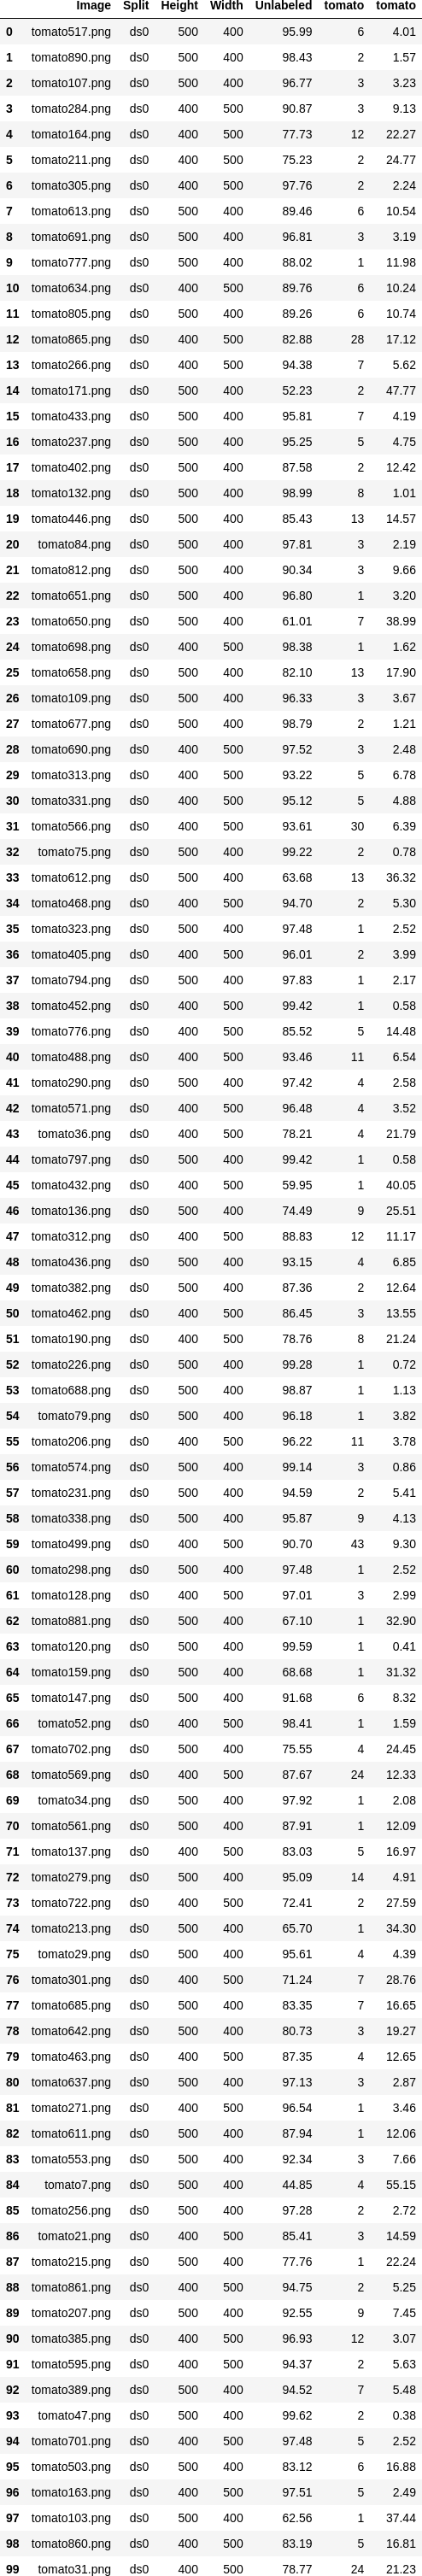 Image Split Height Width Unlabeled tomato tomato
0 tomato517.png ds0 500 400 95.99 6 4.01
1 tomato890.png ds0 500 400 98.43 2 1.57
2 tomato107.png ds0 500 400 96.77 3 3.23
3 tomato284.png ds0 400 500 90.87 3 9.13
4 tomato164.png ds0 400 500 77.73 12 22.27
5 tomato211.png ds0 400 500 75.23 2 24.77
6 tomato305.png ds0 400 500 97.76 2 2.24
7 tomato613.png ds0 500 400 89.46 6 10.54
8 tomato691.png ds0 500 400 96.81 3 3.19
9 tomato777.png ds0 500 400 88.02 1 11.98
10 tomato634.png ds0 400 500 89.76 6 10.24
11 tomato805.png ds0 500 400 89.26 6 10.74
12 tomato865.png ds0 400 500 82.88 28 17.12
13 tomato266.png ds0 500 400 94.38 7 5.62
14 tomato171.png ds0 500 400 52.23 2 47.77
15 tomato433.png ds0 500 400 95.81 7 4.19
16 tomato237.png ds0 500 400 95.25 5 4.75
17 tomato402.png ds0 500 400 87.58 2 12.42
18 tomato132.png ds0 500 400 98.99 8 1.01
19 tomato446.png ds0 500 400 85.43 13 14.57
20 tomato84.png ds0 500 400 97.81 3 2.19
21 tomato812.png ds0 500 400 90.34 3 9.66
22 tomato651.png ds0 500 400 96.80 1 3.20
23 tomato650.png ds0 500 400 61.01 7 38.99
24 tomato698.png ds0 400 500 98.38 1 1.62
25 tomato658.png ds0 500 400 82.10 13 17.90
26 tomato109.png ds0 500 400 96.33 3 3.67
27 tomato677.png ds0 500 400 98.79 2 1.21
28 tomato690.png ds0 400 500 97.52 3 2.48
29 tomato313.png ds0 400 500 93.22 5 6.78
30 tomato331.png ds0 400 500 95.12 5 4.88
31 tomato566.png ds0 400 500 93.61 30 6.39
32 tomato75.png ds0 500 400 99.22 2 0.78
33 tomato612.png ds0 500 400 63.68 13 36.32
34 tomato468.png ds0 400 500 94.70 2 5.30
35 tomato323.png ds0 400 500 97.48 1 2.52
36 tomato405.png ds0 400 500 96.01 2 3.99
37 tomato794.png ds0 500 400 97.83 1 2.17
38 tomato452.png ds0 400 500 99.42 1 0.58
39 tomato776.png ds0 400 500 85.52 5 14.48
40 tomato488.png ds0 400 500 93.46 11 6.54
41 tomato290.png ds0 500 400 97.42 4 2.58
42 tomato571.png ds0 400 500 96.48 4 3.52
43 tomato36.png ds0 400 500 78.21 4 21.79
44 tomato797.png ds0 500 400 99.42 1 0.58
45 tomato432.png ds0 400 500 59.95 1 40.05
46 tomato136.png ds0 500 400 74.49 9 25.51
47 tomato312.png ds0 400 500 88.83 12 11.17
48 tomato436.png ds0 500 400 93.15 4 6.85
49 tomato382.png ds0 500 400 87.36 2 12.64
50 tomato462.png ds0 400 500 86.45 3 13.55
51 tomato190.png ds0 400 500 78.76 8 21.24
52 tomato226.png ds0 500 400 99.28 1 0.72
53 tomato688.png ds0 500 400 98.87 1 1.13
54 tomato79.png ds0 500 400 96.18 1 3.82
55 tomato206.png ds0 400 500 96.22 11 3.78
56 tomato574.png ds0 500 400 99.14 3 0.86
57 tomato231.png ds0 500 400 94.59 2 5.41
58 tomato338.png ds0 500 400 95.87 9 4.13
59 tomato499.png ds0 400 500 90.70 43 9.30
60 tomato298.png ds0 500 400 97.48 1 2.52
61 tomato128.png ds0 400 500 97.01 3 2.99
62 tomato881.png ds0 500 400 67.10 1 32.90
63 tomato120.png ds0 500 400 99.59 1 0.41
64 tomato159.png ds0 500 400 68.68 1 31.32
65 tomato147.png ds0 500 400 91.68 6 8.32
66 tomato52.png ds0 400 500 98.41 1 1.59
67 tomato702.png ds0 500 400 75.55 4 24.45
68 tomato569.png ds0 400 500 87.67 24 12.33
69 tomato34.png ds0 500 400 97.92 1 2.08
70 tomato561.png ds0 500 400 87.91 1 12.09
71 tomato137.png ds0 400 500 83.03 5 16.97
72 tomato279.png ds0 500 400 95.09 14 4.91
73 tomato722.png ds0 400 500 72.41 2 27.59
74 tomato213.png ds0 500 400 65.70 1 34.30
75 tomato29.png ds0 500 400 95.61 4 4.39
76 tomato301.png ds0 400 500 71.24 7 28.76
77 tomato685.png ds0 500 400 83.35 7 16.65
78 tomato642.png ds0 500 400 80.73 3 19.27
79 tomato463.png ds0 400 500 87.35 4 12.65
80 tomato637.png ds0 500 400 97.13 3 2.87
81 tomato271.png ds0 400 500 96.54 1 3.46
82 tomato611.png ds0 500 400 87.94 1 12.06
83 tomato553.png ds0 500 400 92.34 3 7.66
84 tomato7.png ds0 500 400 44.85 4 55.15
85 tomato256.png ds0 500 400 97.28 2 2.72
86 tomato21.png ds0 400 500 85.41 3 14.59
87 tomato215.png ds0 500 400 77.76 1 22.24
88 tomato861.png ds0 400 500 94.75 2 5.25
89 tomato207.png ds0 500 400 92.55 9 7.45
90 tomato385.png ds0 400 500 96.93 12 3.07
91 tomato595.png ds0 400 500 94.37 2 5.63
92 tomato389.png ds0 500 400 94.52 7 5.48
93 tomato47.png ds0 500 400 99.62 2 0.38
94 tomato701.png ds0 400 500 97.48 5 2.52
95 tomato503.png ds0 500 400 83.12 6 16.88
96 tomato163.png ds0 400 500 97.51 5 2.49
97 tomato103.png ds0 500 400 62.56 1 37.44
98 tomato860.png ds0 400 500 83.19 5 16.81
99 tomato31.png ds0 400 500 78.77 24 21.23